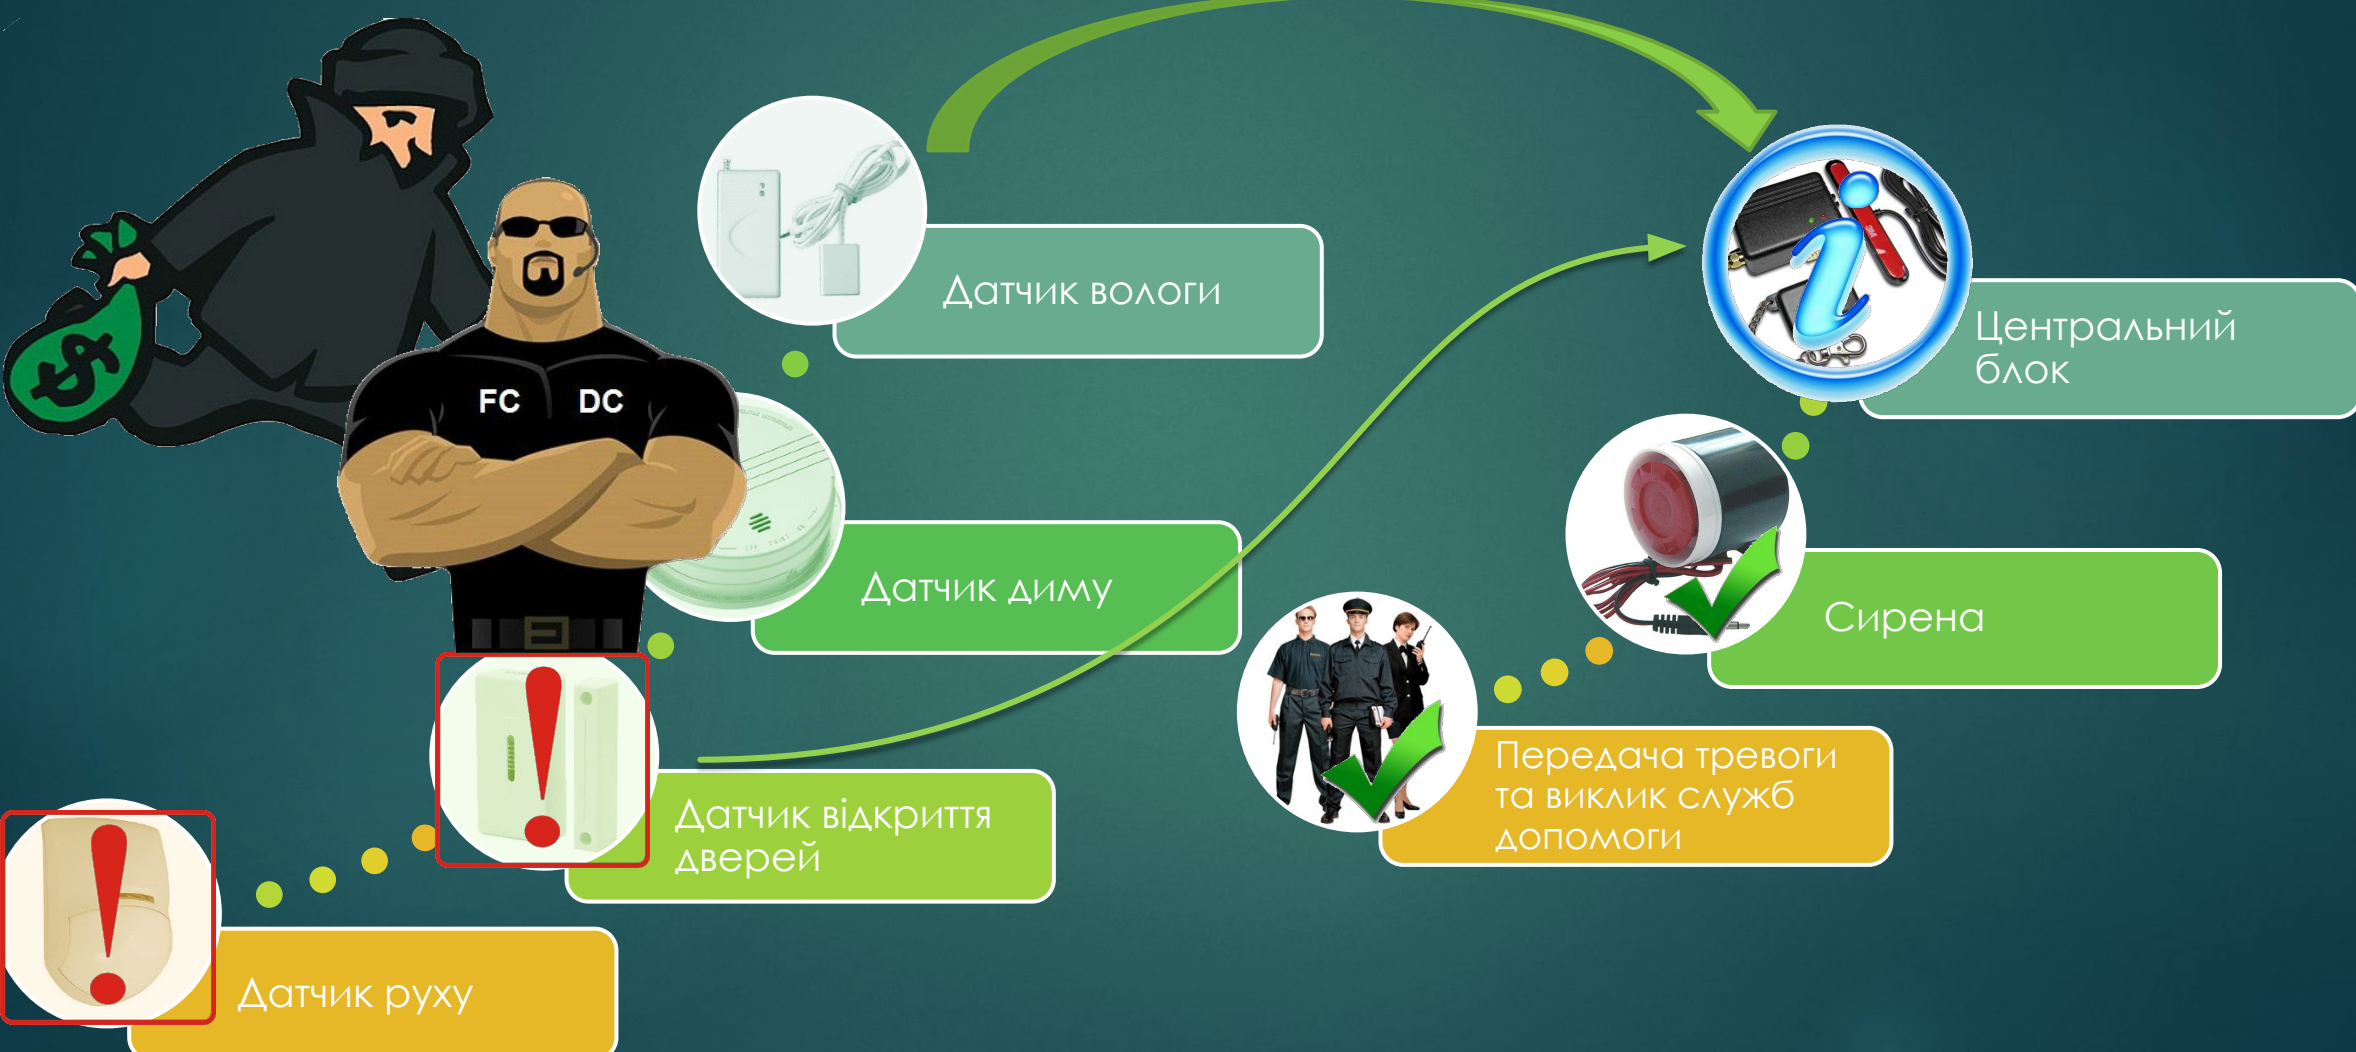 Датчик вологи
Центральний
блок
FC DC
Датчик диму
Сирена
Передача тревоги
та виклик служб
допомоги
Датчик відкриття
дверей
Датчик руху